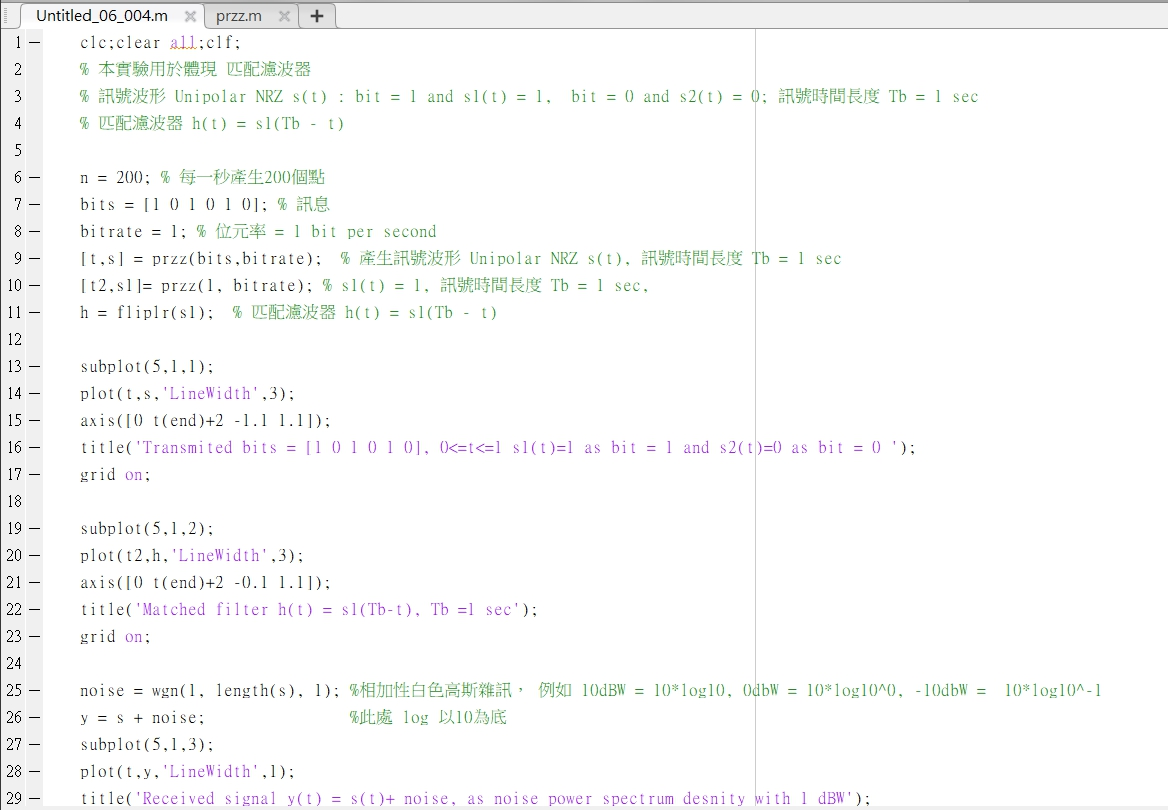 Untitled_06_004.m × przz.m × +
1 — clc;clear all;clf;
2 % 本實驗用於體現 匹配濾波器
3 % 訊號波形 Unipolar NRZ s(t) : bit = 1 and s1(t) = 1, bit = 0 and s2(t) = 0; 訊號時間長度 Tb = 1 sec
4 % 匹配濾波器 h(t) = s1(Tb - t)
5
6 — n = 200; % 每一秒產生200個點
7 — bits = [1 0 1 0 1 0]; % 訊息
8 — bitrate = 1; % 位元率 = 1 bit per second
9 — [t,s] = przz(bits,bitrate); % 產生訊號波形 Unipolar NRZ s(t), 訊號時間長度 Tb = 1 sec
10 — [t2,s1]= przz(1, bitrate); % s1(t) = 1, 訊號時間長度 Tb = 1 sec,
11 — h = fliplr(s1); % 匹配濾波器 h(t) = s1(Tb - t)
12
13 — subplot(5,1,1);
14 — plot(t,s,'LineWidth',3);
15 — axis([0 t(end)+2 -1.1 1.1]);
16 — title('Transmited bits = [1 0 1 0 1 0], 0<=t<=1 s1(t)=1 as bit = 1 and s2(t)=0 as bit = 0 ');
17 — grid on;
18
19 — subplot(5,1,2);
20 — plot(t2,h,'LineWidth',3);
21 — axis([0 t(end)+2 -0.1 1.1]);
22 — title('Matched filter h(t) = s1(Tb-t), Tb =1 sec');
23 — grid on;
24
25 — noise = wgn(1, length(s), 1); %相加性白色高斯雜訊, 例如 10dBW = 10*log10, 0dbW = 10*log10^0, -10dbW = 10*log10^-1
26 — y = s + noise; %此處 log 以10為底
27 — subplot(5,1,3);
28 — plot(t,y,'LineWidth',1);
29 — title('Received signal y(t) = s(t)+ noise, as noise power spectrum desnity with 1 dBW');